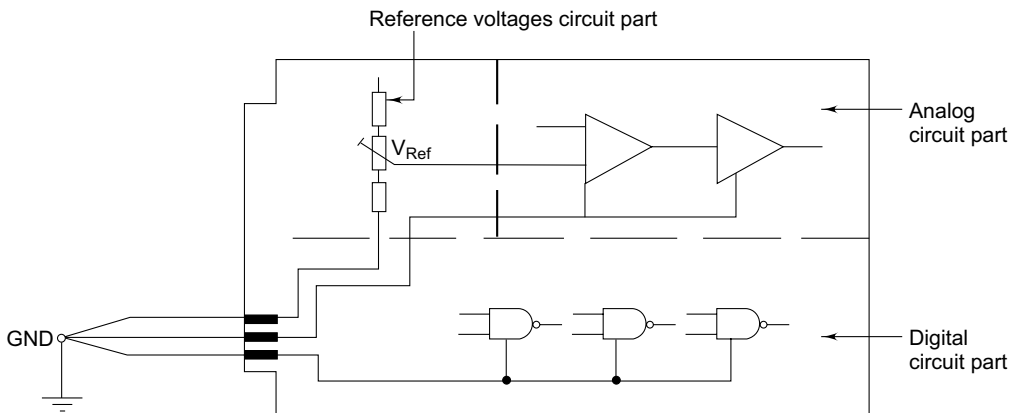 Reference voltages circuit part
V_Ref
Analog
circuit part
GND
Digital
circuit part